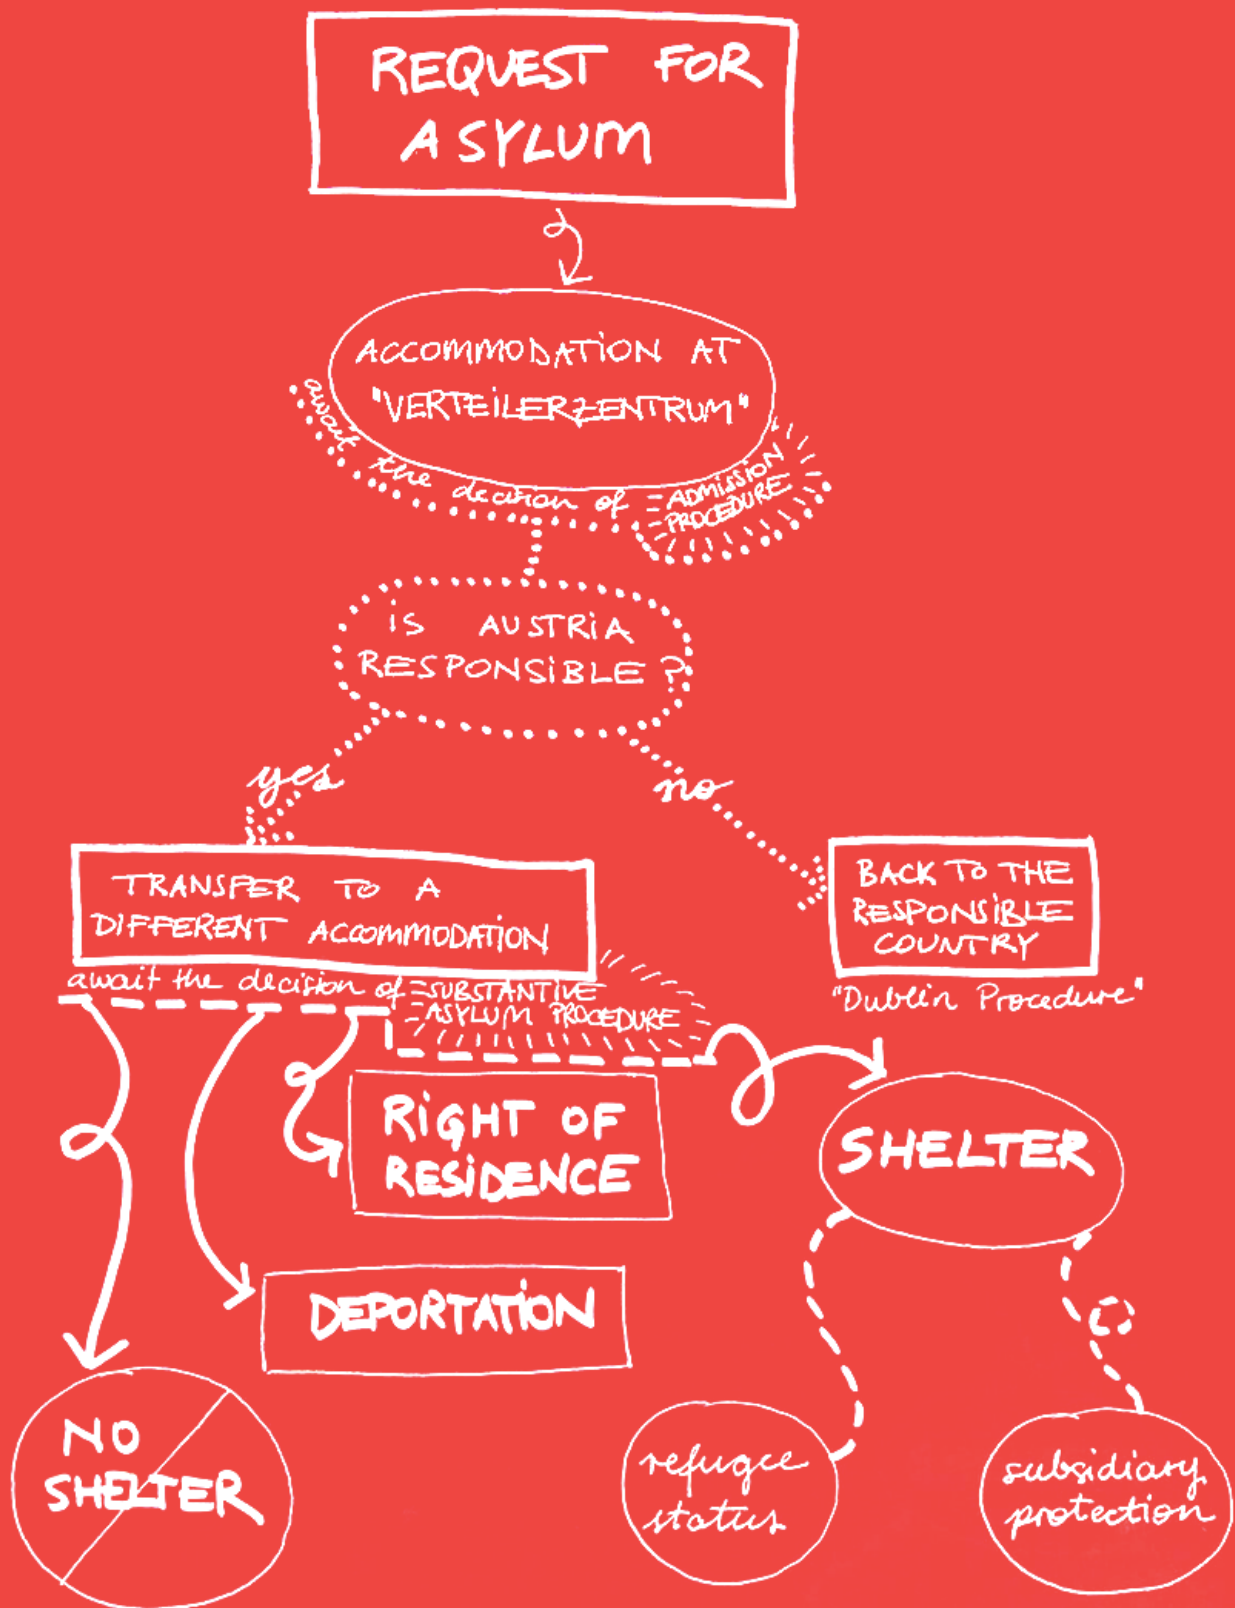 REQUEST FOR
ASYLUM
ACCOMMODATION AT
"VERTEILERZENTRUM"
await the decision of
ADMISSION
PROCEDURE
IS AUSTRIA
RESPONSIBLE?
yes
no
TRANSFER TO A
DIFFERENT ACCOMMODATION
BACK TO THE
RESPONSIBLE
COUNTRY
"Dublin Procedure"
await the decision of
SUBSTANTIVE
ASYLUM PROCEDURE
RIGHT OF
RESIDENCE
SHELTER
DEPORTATION
NO
SHELTER
refugee
status
subsidiary
protection